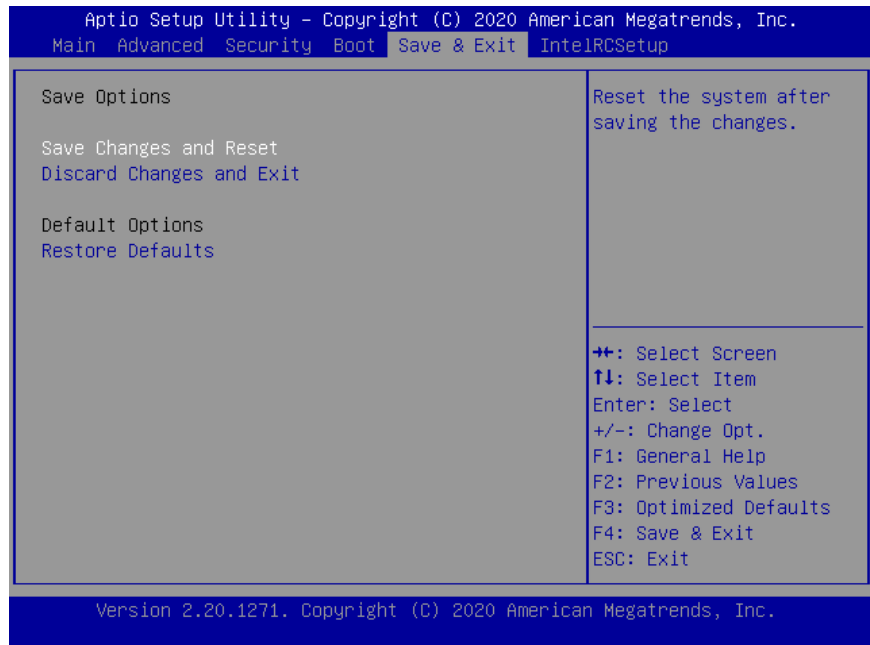 Aptio Setup Utility – Copyright (C) 2020 American Megatrends, Inc.
Main Advanced Security Boot Save & Exit IntelRCSetup
Save Options
Save Changes and Reset
Discard Changes and Exit
Default Options
Restore Defaults
Reset the system after
saving the changes.
→←: Select Screen
↑↓: Select Item
Enter: Select
+/-: Change Opt.
F1: General Help
F2: Previous Values
F3: Optimized Defaults
F4: Save & Exit
ESC: Exit
Version 2.20.1271. Copyright (C) 2020 American Megatrends, Inc.